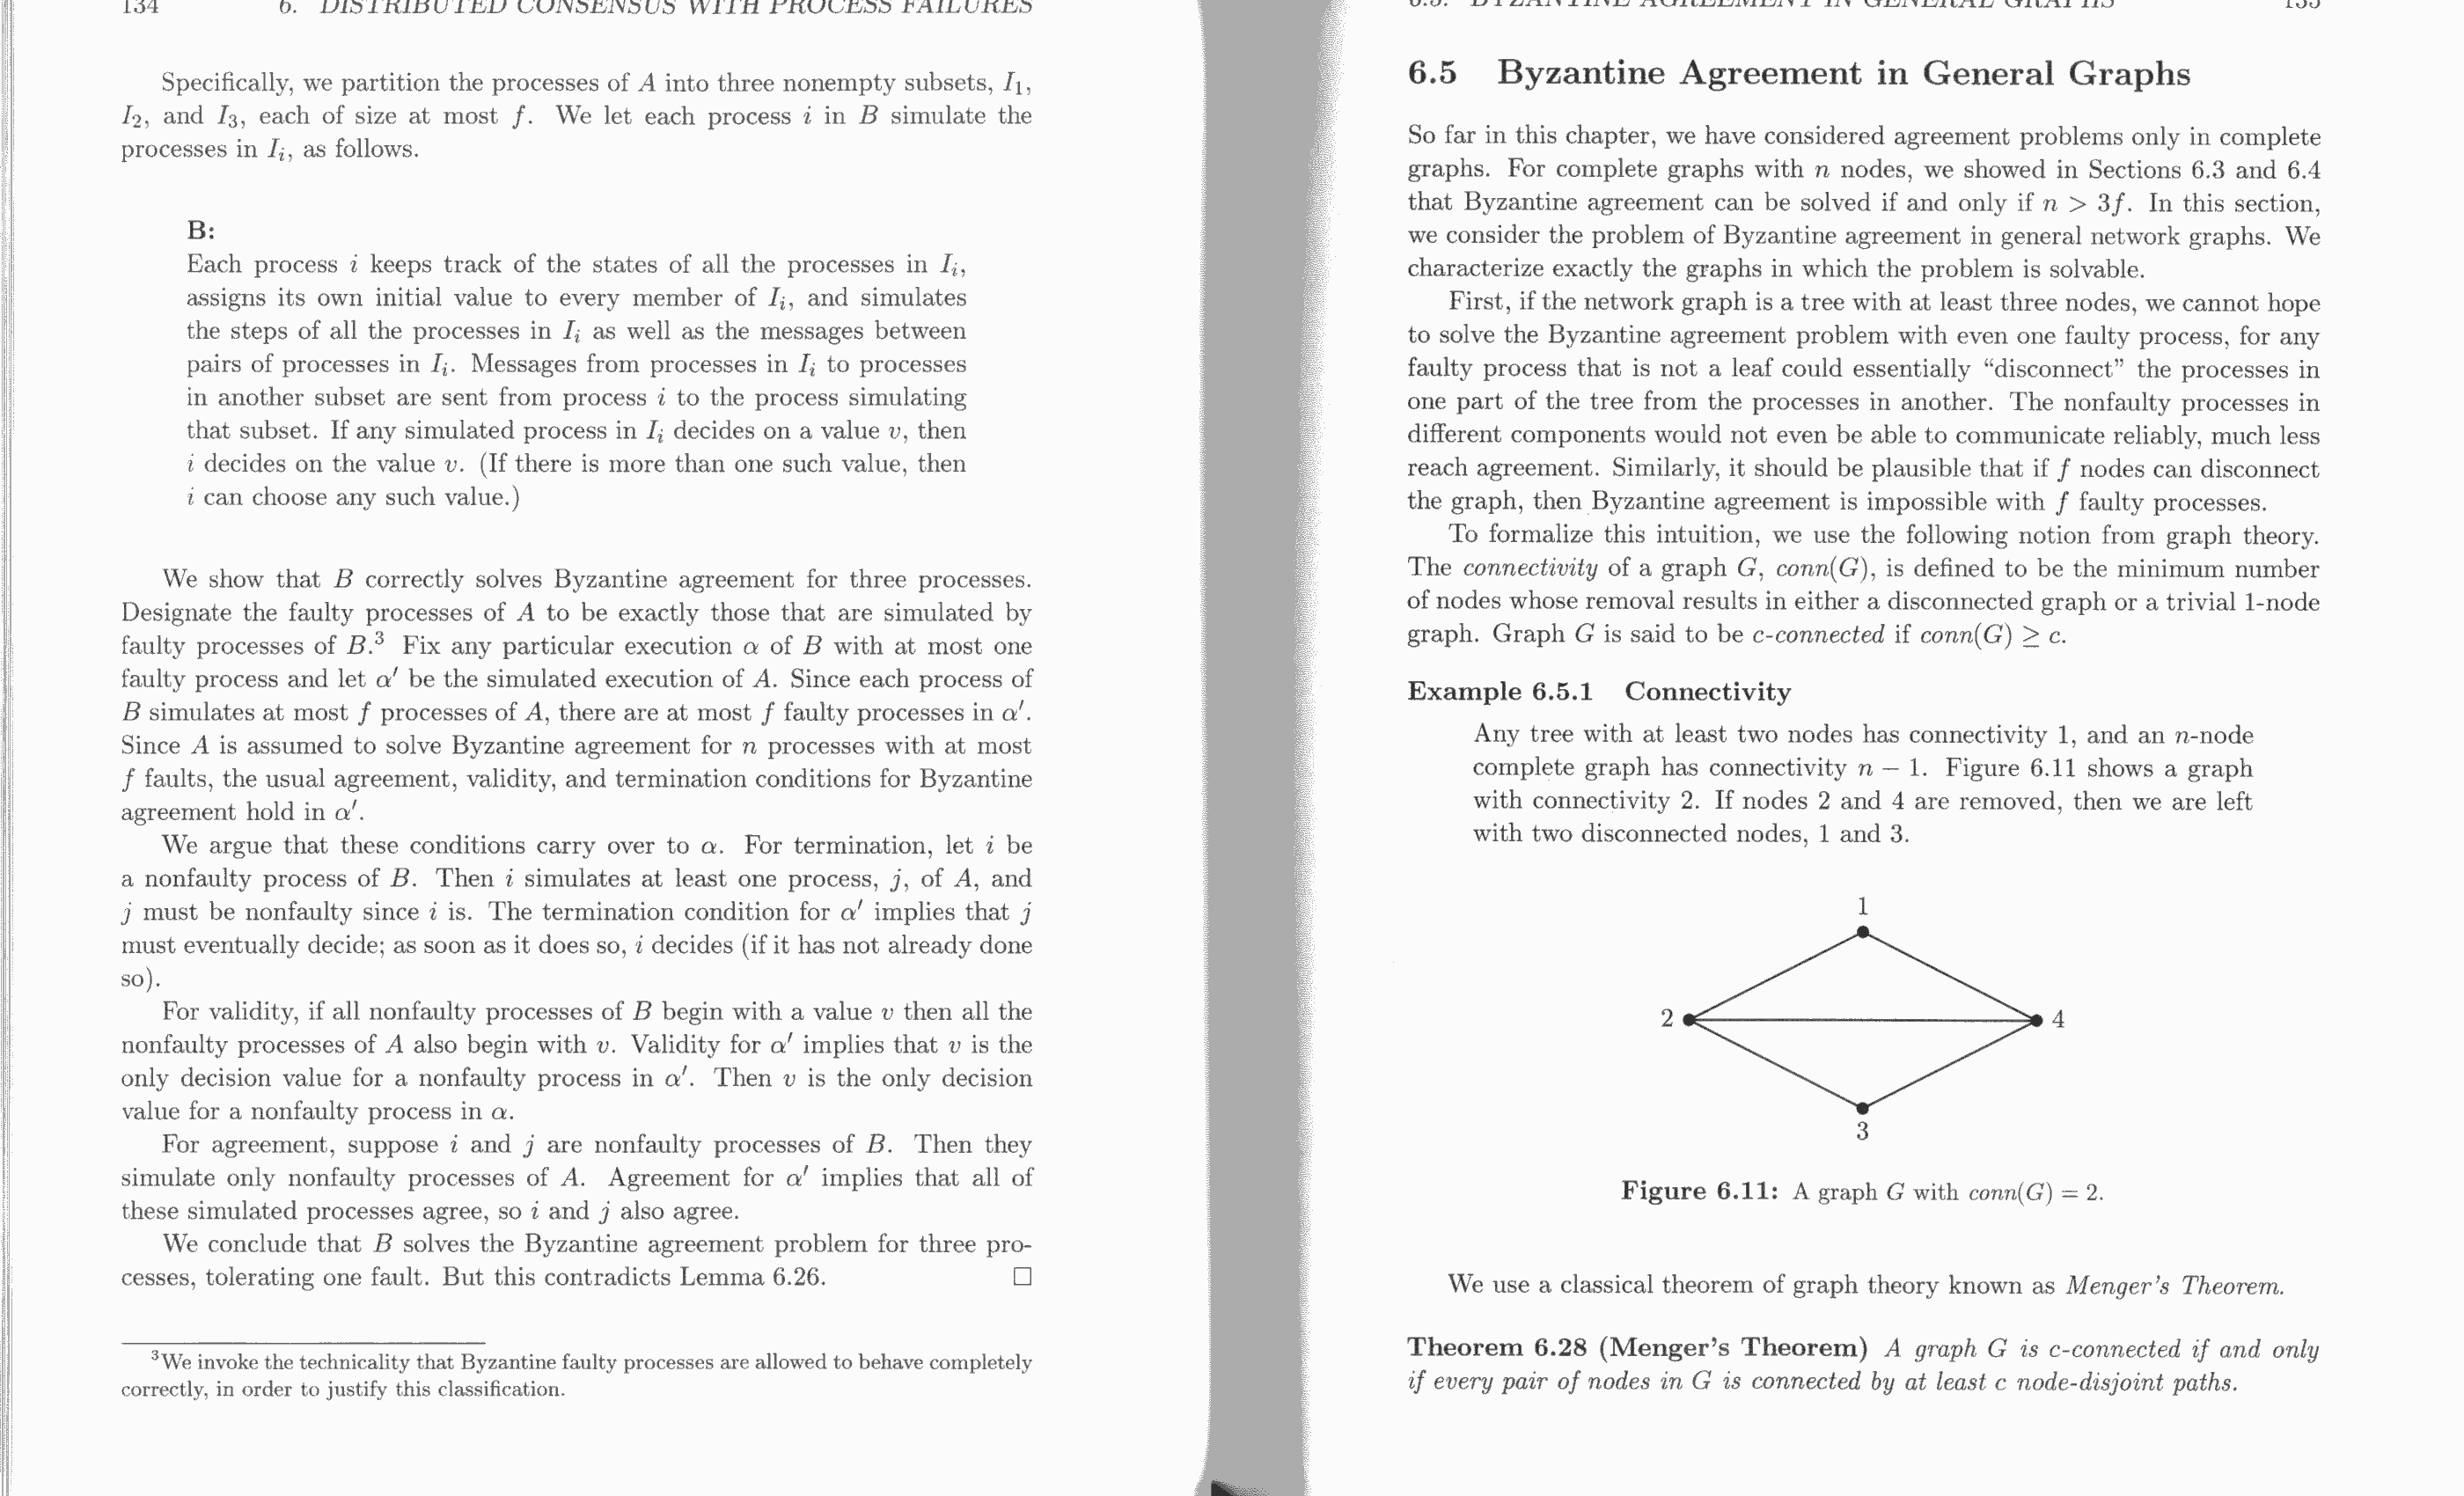 134 6. DISTRIBUTED CONSENSUS WITH PROCESS FAILURES
Specifically, we partition the processes of A into three nonempty subsets, I₁,
I₂, and I₃, each of size at most f. We let each process i in B simulate the
processes in Iᵢ, as follows.
B:
Each process i keeps track of the states of all the processes in Iᵢ,
assigns its own initial value to every member of Iᵢ, and simulates
the steps of all the processes in Iᵢ as well as the messages between
pairs of processes in Iᵢ. Messages from processes in Iᵢ to processes
in another subset are sent from process i to the process simulating
that subset. If any simulated process in Iᵢ decides on a value v, then
i decides on the value v. (If there is more than one such value, then
i can choose any such value.)
We show that B correctly solves Byzantine agreement for three processes.
Designate the faulty processes of A to be exactly those that are simulated by
faulty processes of B.³ Fix any particular execution α of B with at most one
faulty process and let α′ be the simulated execution of A. Since each process of
B simulates at most f processes of A, there are at most f faulty processes in α′.
Since A is assumed to solve Byzantine agreement for n processes with at most
f faults, the usual agreement, validity, and termination conditions for Byzantine
agreement hold in α′.
We argue that these conditions carry over to α. For termination, let i be
a nonfaulty process of B. Then i simulates at least one process, j, of A, and
j must be nonfaulty since i is. The termination condition for α′ implies that j
must eventually decide; as soon as it does so, i decides (if it has not already done
so).
For validity, if all nonfaulty processes of B begin with a value v then all the
nonfaulty processes of A also begin with v. Validity for α′ implies that v is the
only decision value for a nonfaulty process in α′. Then v is the only decision
value for a nonfaulty process in α.
For agreement, suppose i and j are nonfaulty processes of B. Then they
simulate only nonfaulty processes of A. Agreement for α′ implies that all of
these simulated processes agree, so i and j also agree.
We conclude that B solves the Byzantine agreement problem for three pro-
cesses, tolerating one fault. But this contradicts Lemma 6.26. □
³We invoke the technicality that Byzantine faulty processes are allowed to behave completely
correctly, in order to justify this classification.
6.5. BYZANTINE AGREEMENT IN GENERAL GRAPHS 135
6.5 Byzantine Agreement in General Graphs
So far in this chapter, we have considered agreement problems only in complete
graphs. For complete graphs with n nodes, we showed in Sections 6.3 and 6.4
that Byzantine agreement can be solved if and only if n > 3f. In this section,
we consider the problem of Byzantine agreement in general network graphs. We
characterize exactly the graphs in which the problem is solvable.
First, if the network graph is a tree with at least three nodes, we cannot hope
to solve the Byzantine agreement problem with even one faulty process, for any
faulty process that is not a leaf could essentially “disconnect” the processes in
one part of the tree from the processes in another. The nonfaulty processes in
different components would not even be able to communicate reliably, much less
reach agreement. Similarly, it should be plausible that if f nodes can disconnect
the graph, then Byzantine agreement is impossible with f faulty processes.
To formalize this intuition, we use the following notion from graph theory.
The connectivity of a graph G, conn(G), is defined to be the minimum number
of nodes whose removal results in either a disconnected graph or a trivial 1-node
graph. Graph G is said to be c-connected if conn(G) ≥ c.
Example 6.5.1 Connectivity
Any tree with at least two nodes has connectivity 1, and an n-node
complete graph has connectivity n − 1. Figure 6.11 shows a graph
with connectivity 2. If nodes 2 and 4 are removed, then we are left
with two disconnected nodes, 1 and 3.
1
2 4
3
Figure 6.11: A graph G with conn(G) = 2.
We use a classical theorem of graph theory known as Menger’s Theorem.
Theorem 6.28 (Menger’s Theorem) A graph G is c-connected if and only
if every pair of nodes in G is connected by at least c node-disjoint paths.